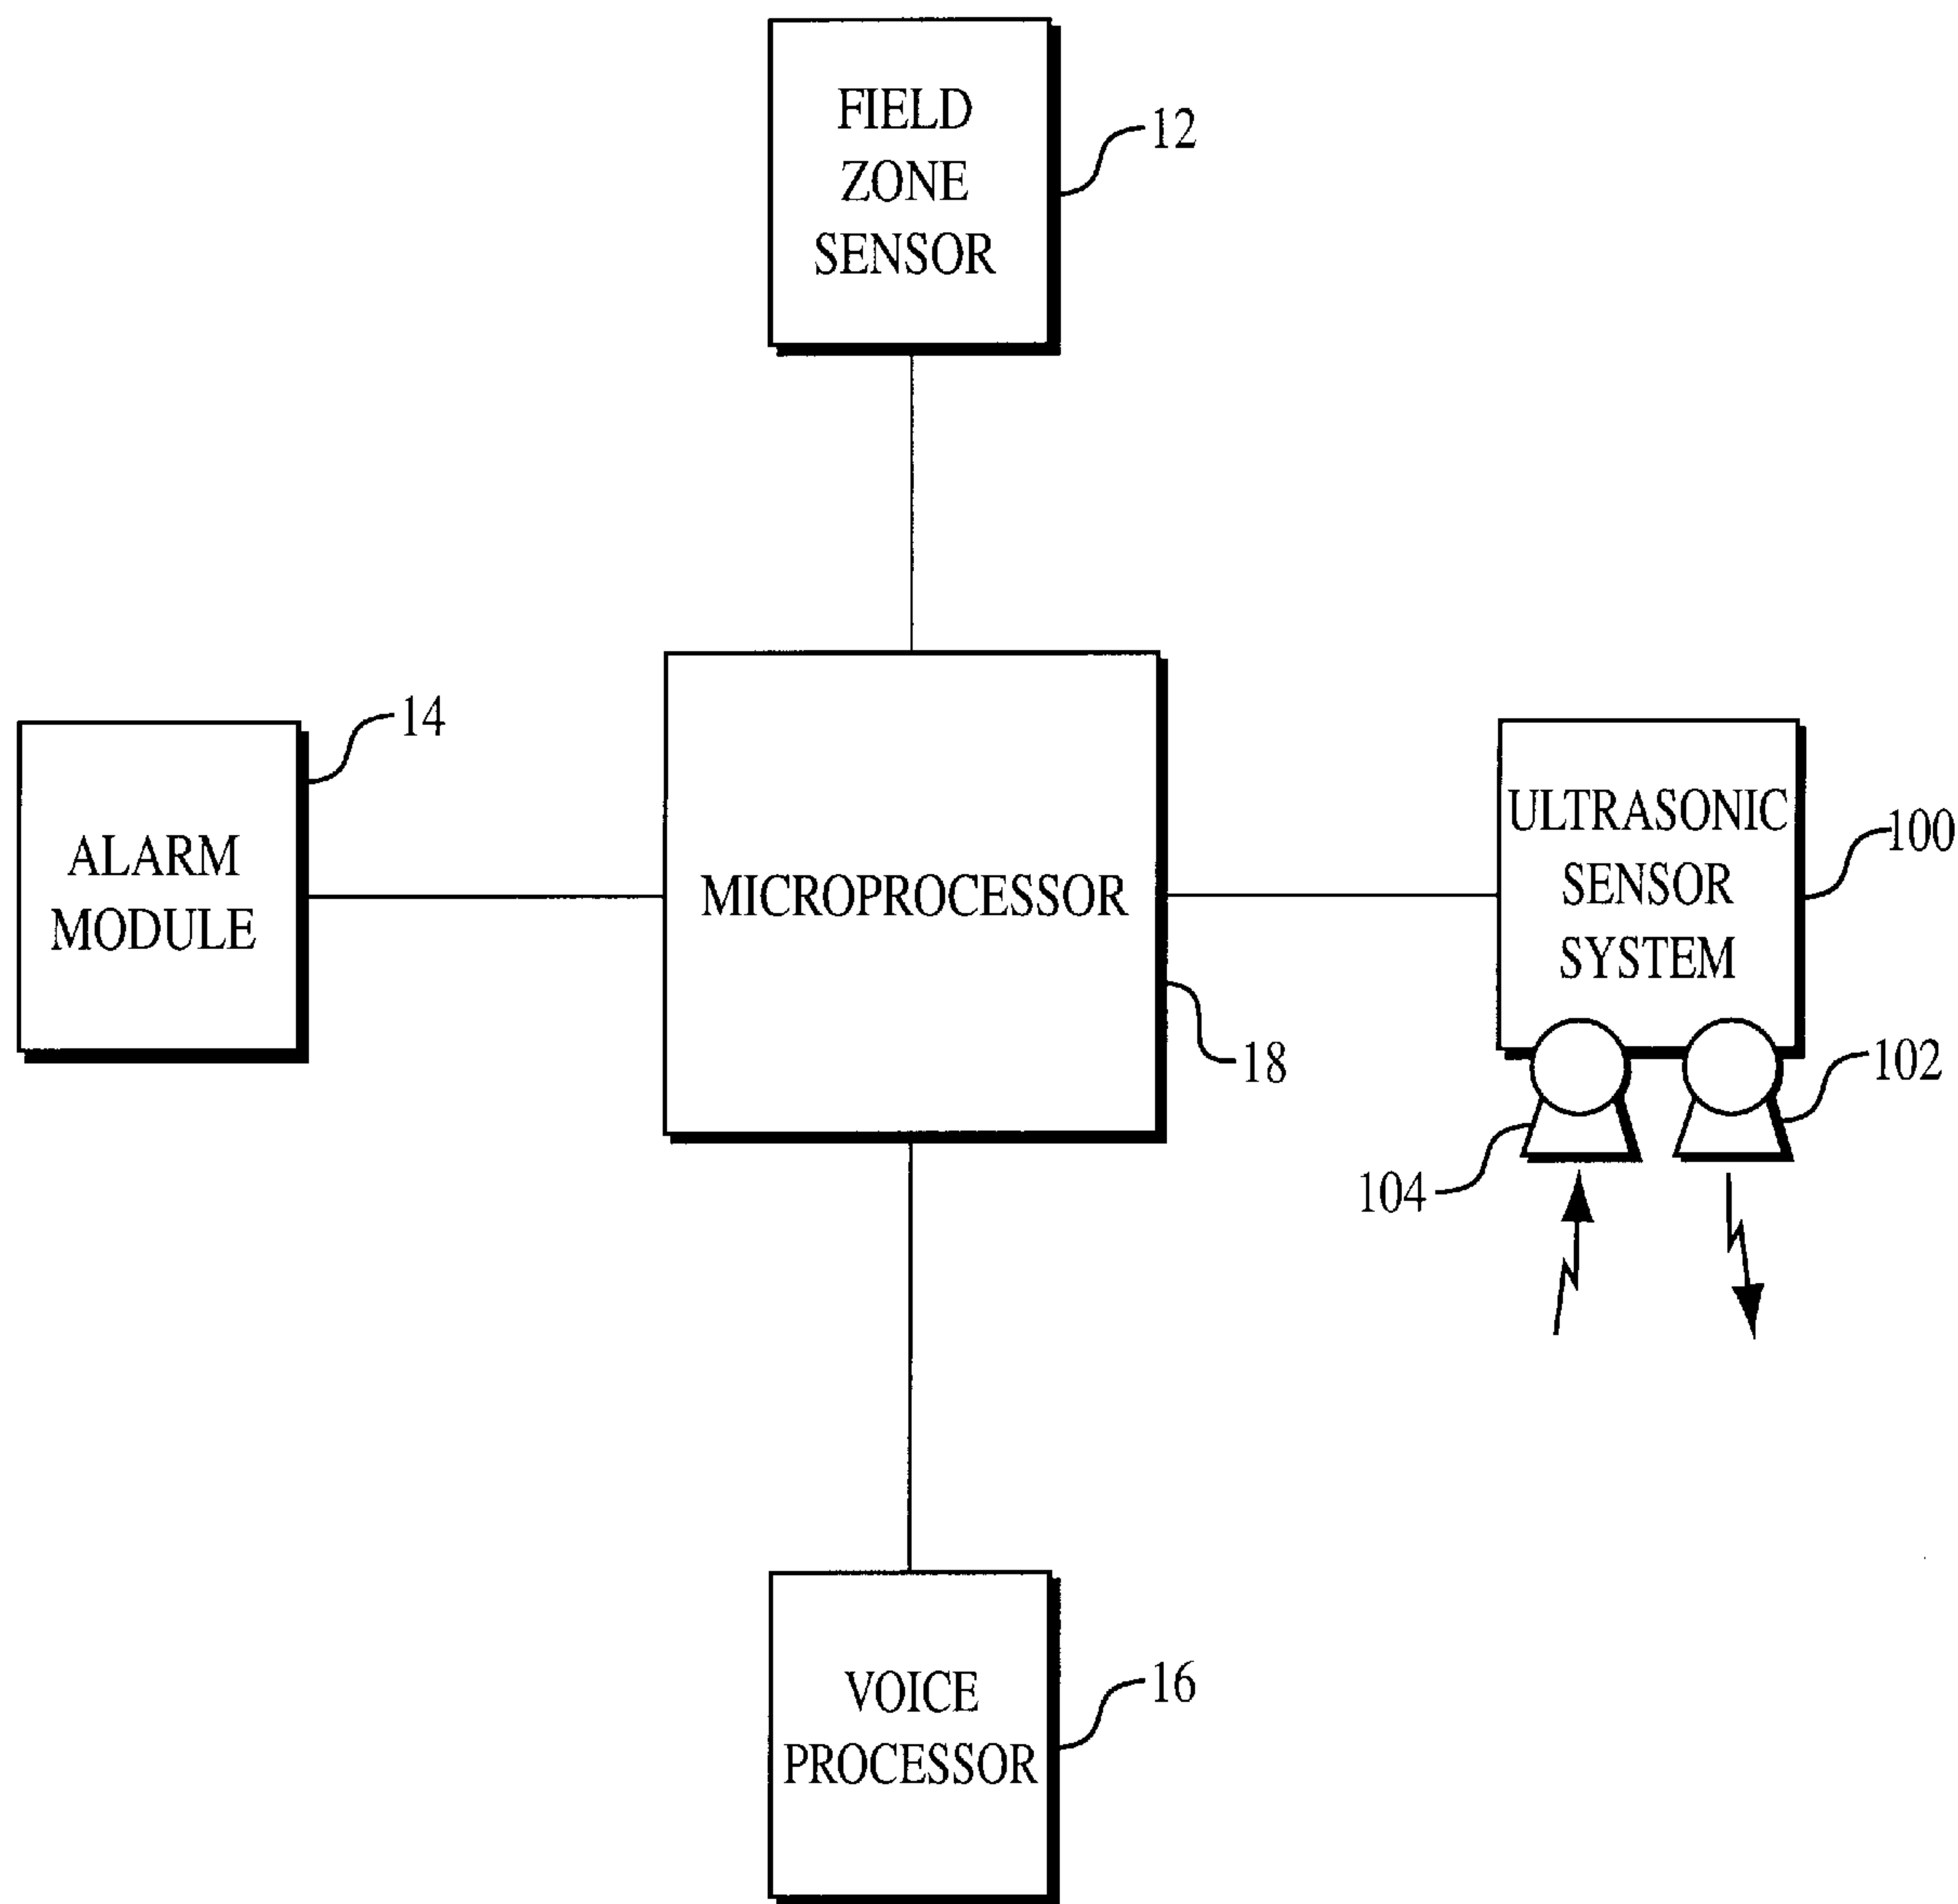 FIELD
ZONE
SENSOR
12
14
ALARM
MODULE
MICROPROCESSOR
18
ULTRASONIC
SENSOR
SYSTEM
100
102
104
VOICE
PROCESSOR
16